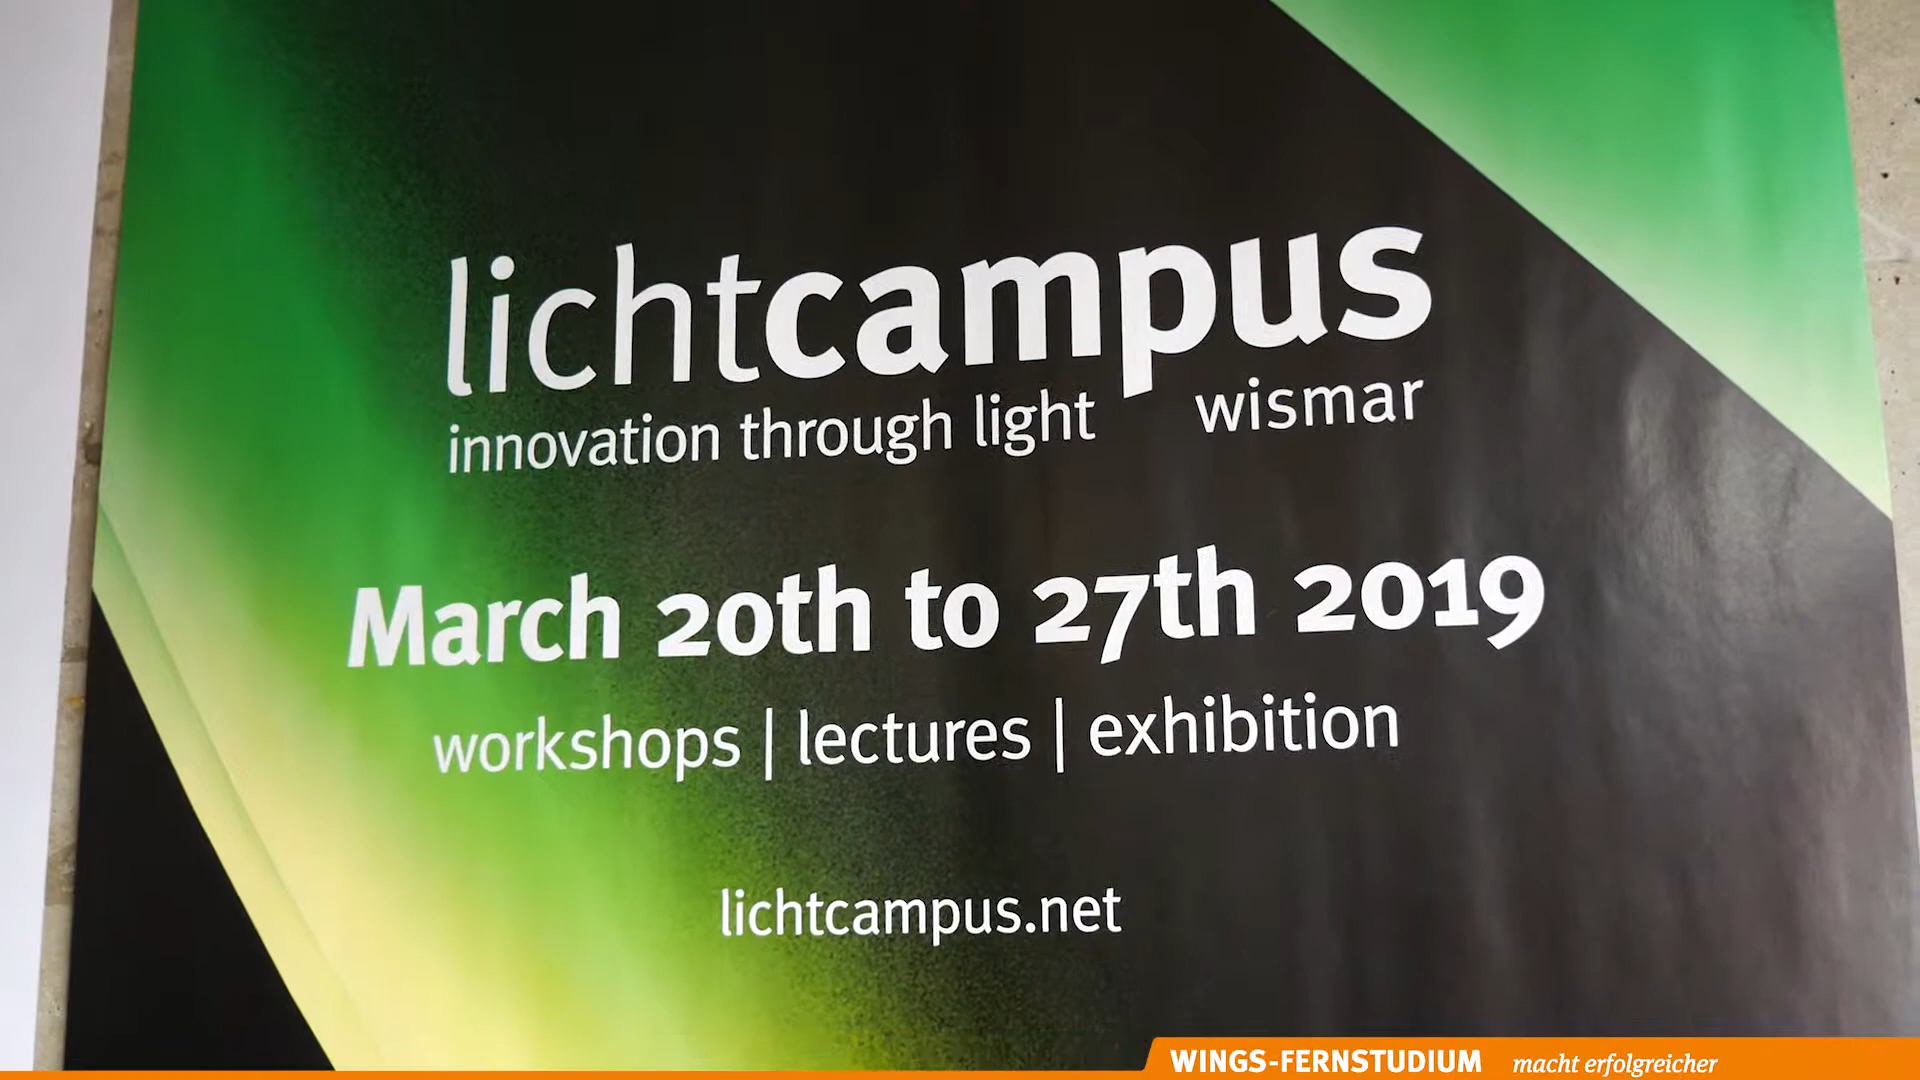 lichtcampus
innovation through light wismar
March 20th to 27th 2019
workshops | lectures | exhibition
lichtcampus.net
WINGS-FERNSTUDIUM macht erfolgreicher